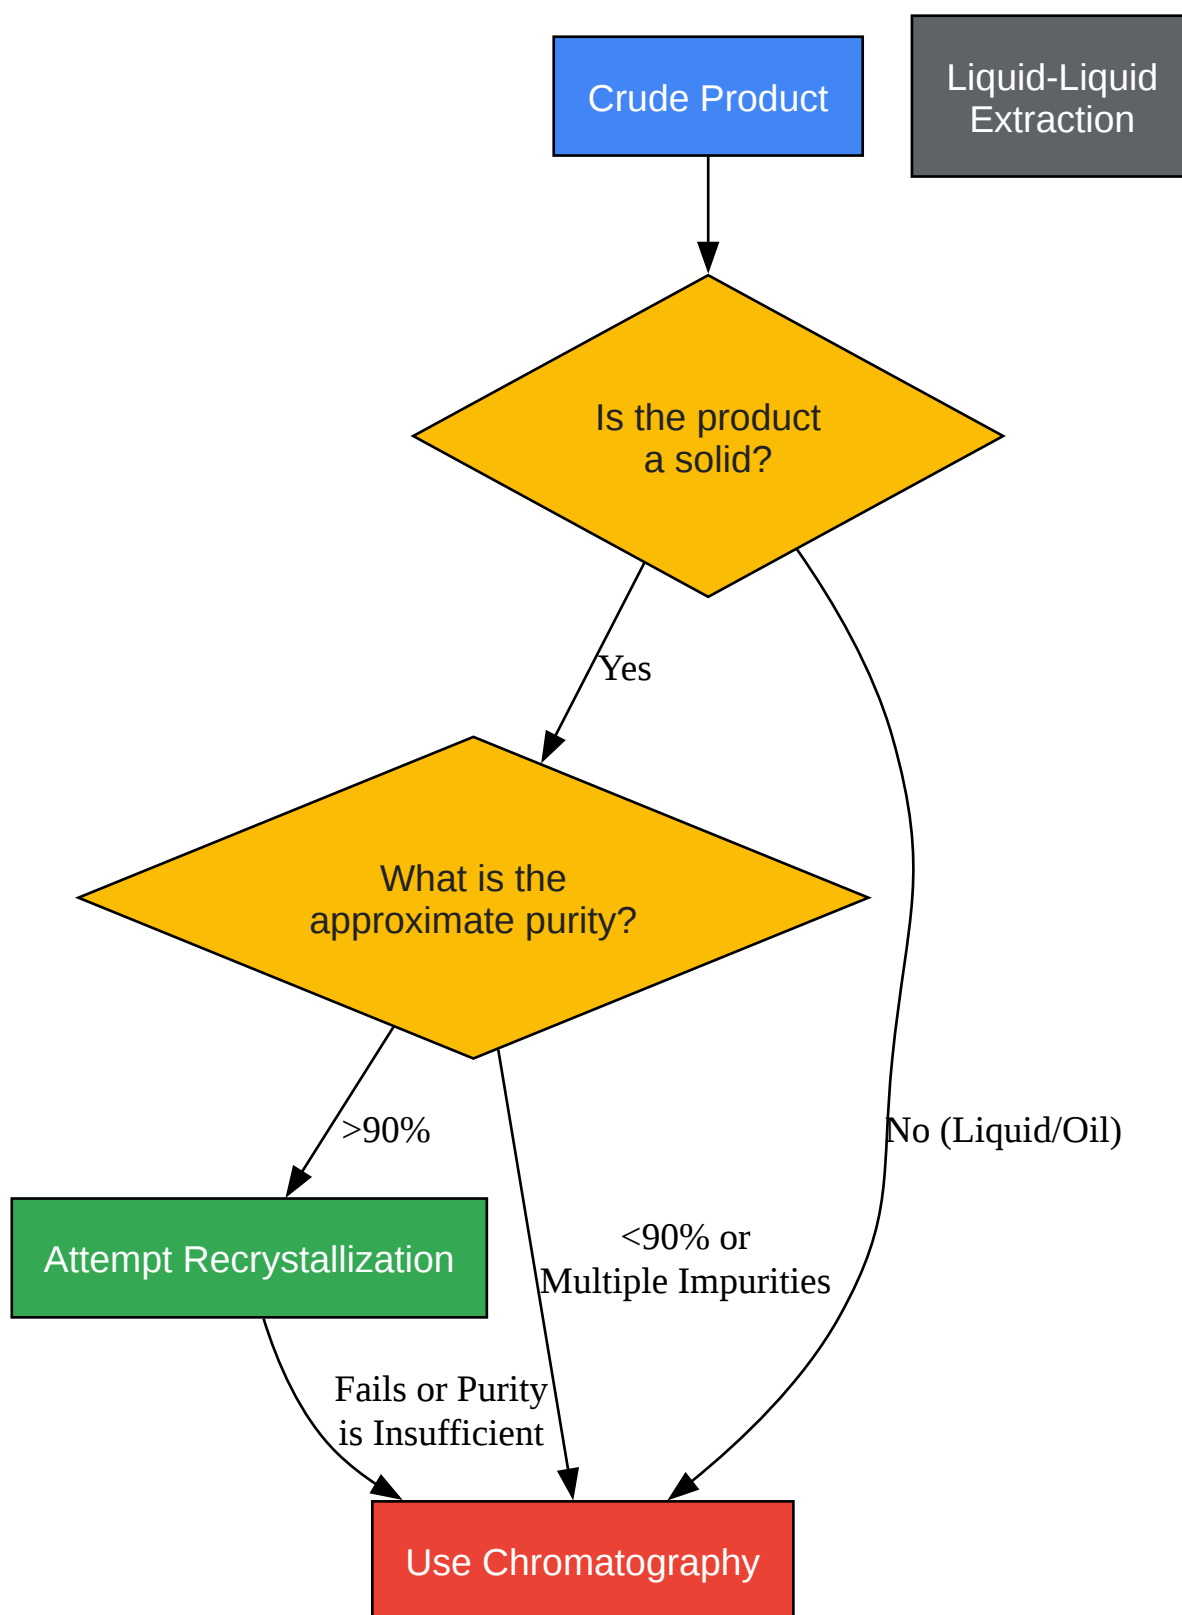 Crude Product
Liquid-Liquid
Extraction
Is the product
a solid?
Yes
What is the
approximate purity?
>90%
No (Liquid/Oil)
Attempt Recrystallization
<90% or
Multiple Impurities
Fails or Purity
is Insufficient
Use Chromatography